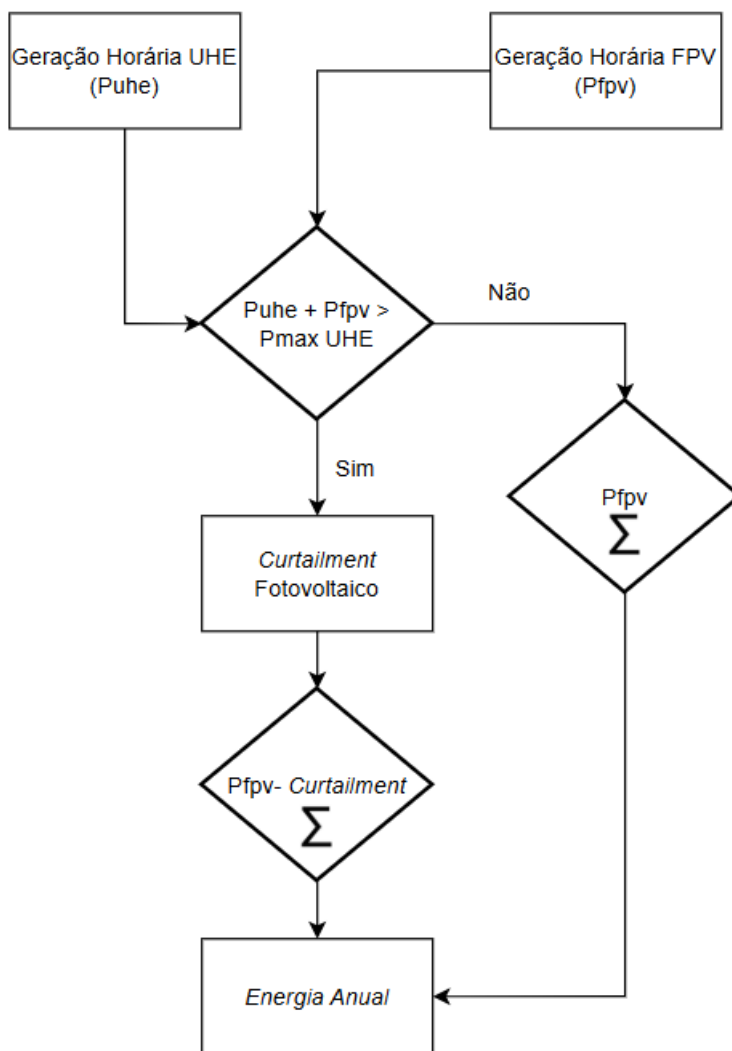 Geração Horária UHE
(Puhe)
Geração Horária FPV
(Pfpv)
Puhe + Pfpv >
Pmax UHE
Não
Sim
Pfpv
Σ
Curtailment
Fotovoltaico
Pfpv- Curtailment
Σ
Energia Anual